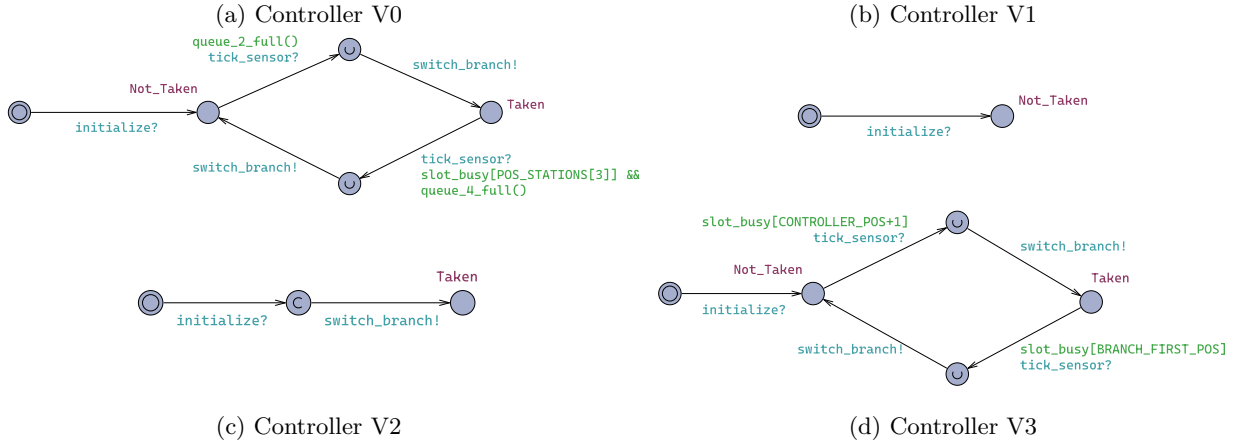 (a) Controller V0
(b) Controller V1
queue_2_full()
tick_sensor?
switch_branch!
Not_Taken
Taken
initialize?
switch_branch!
tick_sensor?
slot_busy[POS_STATIONS[3]] &&
queue_4_full()
Not_Taken
initialize?
Taken
initialize?
switch_branch!
slot_busy[CONTROLLER_POS+1]
tick_sensor?
switch_branch!
Not_Taken
Taken
initialize?
switch_branch!
slot_busy[BRANCH_FIRST_POS]
tick_sensor?
C
(c) Controller V2
(d) Controller V3